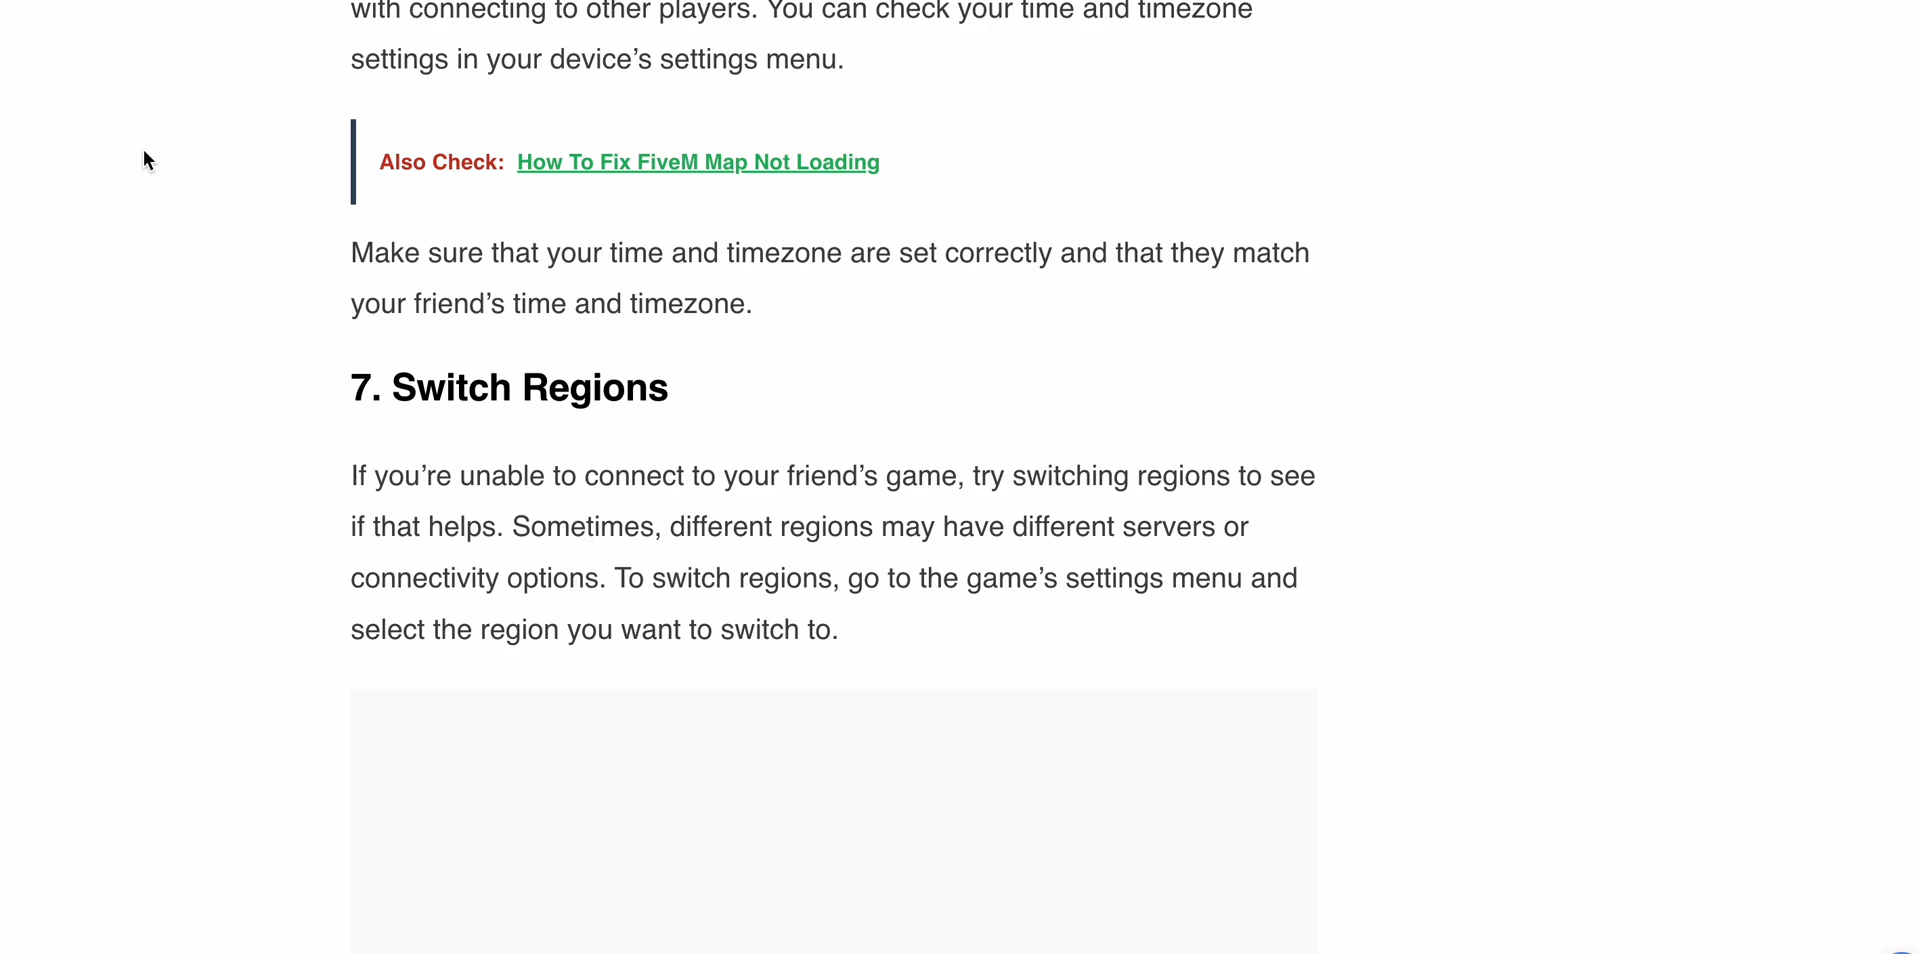 with connecting to other players. You can check your time and timezone
settings in your device’s settings menu.
Also Check: How To Fix FiveM Map Not Loading
Make sure that your time and timezone are set correctly and that they match
your friend’s time and timezone.
7. Switch Regions
If you’re unable to connect to your friend’s game, try switching regions to see
if that helps. Sometimes, different regions may have different servers or
connectivity options. To switch regions, go to the game’s settings menu and
select the region you want to switch to.